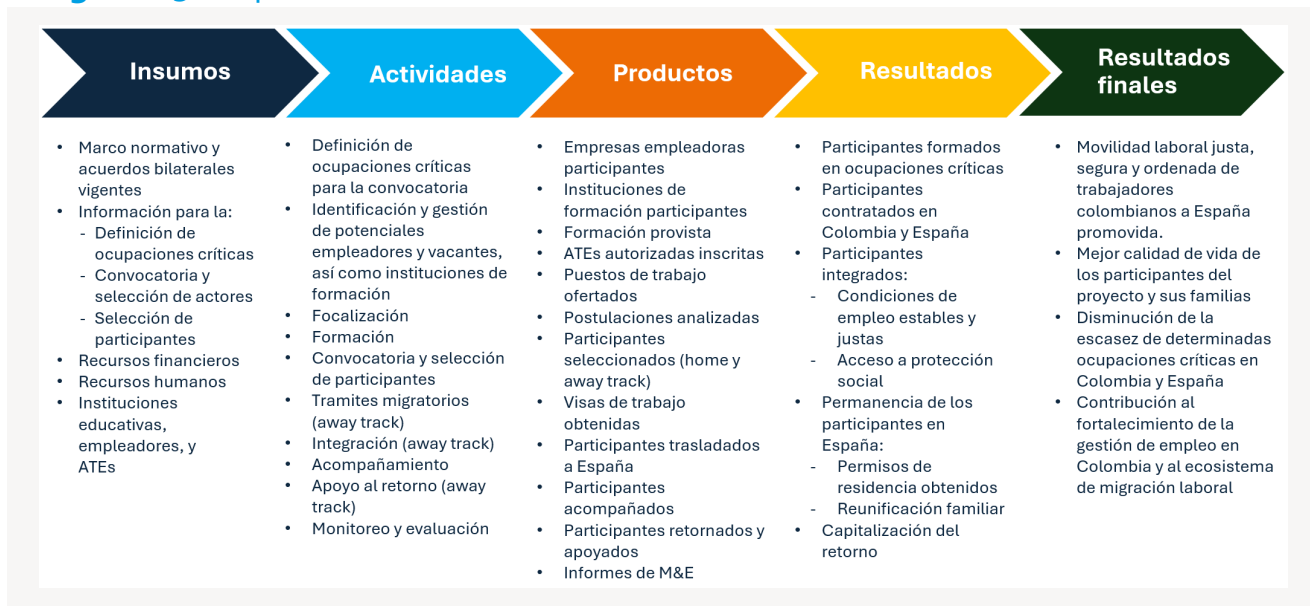 Insumos
Marco normativo y
acuerdos bilaterales
vigentes
Información para la:
- Definición de
ocupaciones críticas
- Convocatoria y
selección de actores
- Selección de
participantes
Recursos financieros
Recursos humanos
Instituciones
educativas,
empleadores, y
ATEs
Actividades
Definición de
ocupaciones críticas
para la convocatoria
Identificación y gestión
de potenciales
empleadores y vacantes,
así como instituciones de
formación
Focalización
Formación
Convocatoria y selección
de participantes
Tramites migratorios
(away track)
Integración (away track)
Acompañamiento
Apoyo al retorno (away
track)
Monitoreo y evaluación
Productos
Empresas empleadoras
participantes
Instituciones de
formación participantes
Formación provista
ATEs autorizadas inscritas
Puestos de trabajo
ofertados
Postulaciones analizadas
Participantes
seleccionados (home y
away track)
Visas de trabajo
obtenidas
Participantes trasladados
a España
Participantes
acompañados
Participantes retornados y
apoyados
Informes de M&E
Resultados
Participantes formados
en ocupaciones críticas
Participantes
contratados en
Colombia y España
Participantes
integrados:
- Condiciones de
empleo estables y
justas
- Acceso a protección
social
Permanencia de los
participantes en
España:
- Permisos de
residencia obtenidos
- Reunificación familiar
Capitalización del
retorno
Resultados
finales
Movilidad laboral justa,
segura y ordenada de
trabajadores
colombianos a España
promovida.
Mejor calidad de vida de
los participantes del
proyecto y sus familias
Disminución de la
escasez de determinadas
ocupaciones críticas en
Colombia y España
Contribución al
fortalecimiento de la
gestión de empleo en
Colombia y al ecosistema
de migración laboral